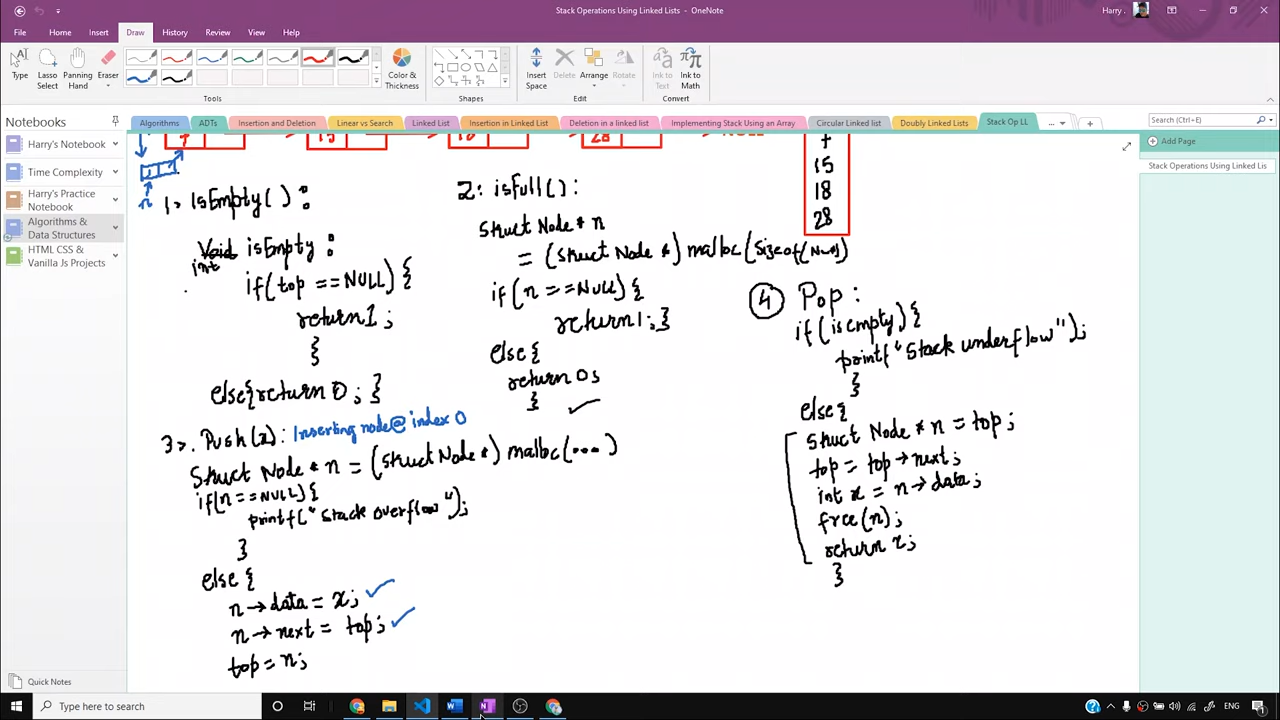 Stack Operations Using Linked Lists - OneNote
Harry .
File Home Insert Draw History Review View Help
Type
Lasso Select
Panning Hand
Eraser
Color & Thickness
Insert Space
Delete
Arrange
Rotate
Ink to Text
Ink to Math
Tools
Shapes
Edit
Convert
Notebooks
Algorithms ADTs Insertion and Deletion Linear vs Search Linked List Insertion in Linked List Deletion in a linked list Implementing Stack Using an Array Circular Linked list Doubly Linked Lists Stack Op LL ...
Search (Ctrl+E)
Harry's Notebook
Time Complexity
Harry's Practice Notebook
Algorithms & Data Structures
HTML CSS & Vanilla Js Projects
Quick Notes
Add Page
Stack Operations Using Linked Lis
7
15
18
28
n
1> isEmpty( ) :
Void isEmpty :
int
if(top ==NULL) {
return 1 ;
}
else{return 0 ; }
2: isfull( ) :
Struct Node * n
= (struct Node *) malloc(Sizeof(Node)
if( n ==NULL) {
return 1 ; }
else {
return 0 ;
}
3>. Push(x) : Inserting node@ index 0
Struct Node * n = (struct Node *) malloc(...)
if(n ==NULL) {
printf(" Stack overflow");
}
else {
n → data = x;
n → next = top;
top = n;
7
15
18
28
4 Pop :
if(isempty) {
printf "Stack underflow");
}
else{
Struct Node * n = top ;
top = top → next ;
int x = n → data ;
free(n) ;
return x ;
}
Type here to search
ENG